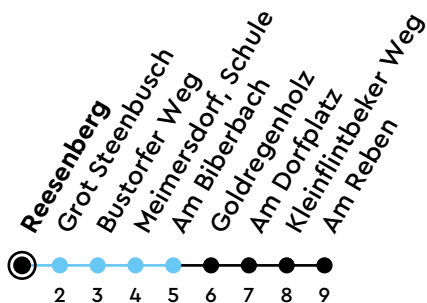 Reesenberg
Grot Steenbusch
Bustorfer Weg
Meimersdorf, Schule
Am Biberbach
Goldregenholz
Am Dorfplatz
Kleinflintbeker Weg
Am Reben
2 3 4 5 6 7 8 9